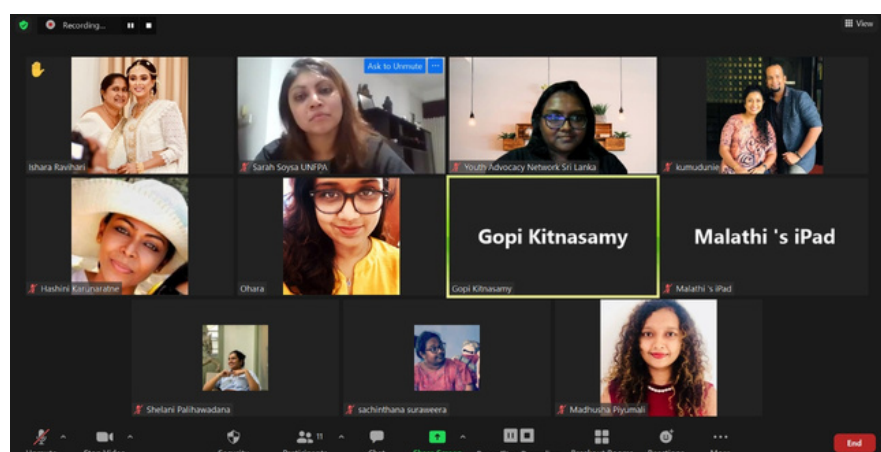 Recording...
View
Ask to Unmute
Ishara Ravihari
Sarah Soysa UNFPA
Youth Advocacy Network Sri Lanka
kumudunie
Hashini Karunaratne
Ohara
Gopi Kitnasamy
Gopi Kitnasamy
Malathi 's iPad
Malathi 's iPad
Shelani Palihawadana
sachinthana suraweera
Madhusha Piyumali
11
End